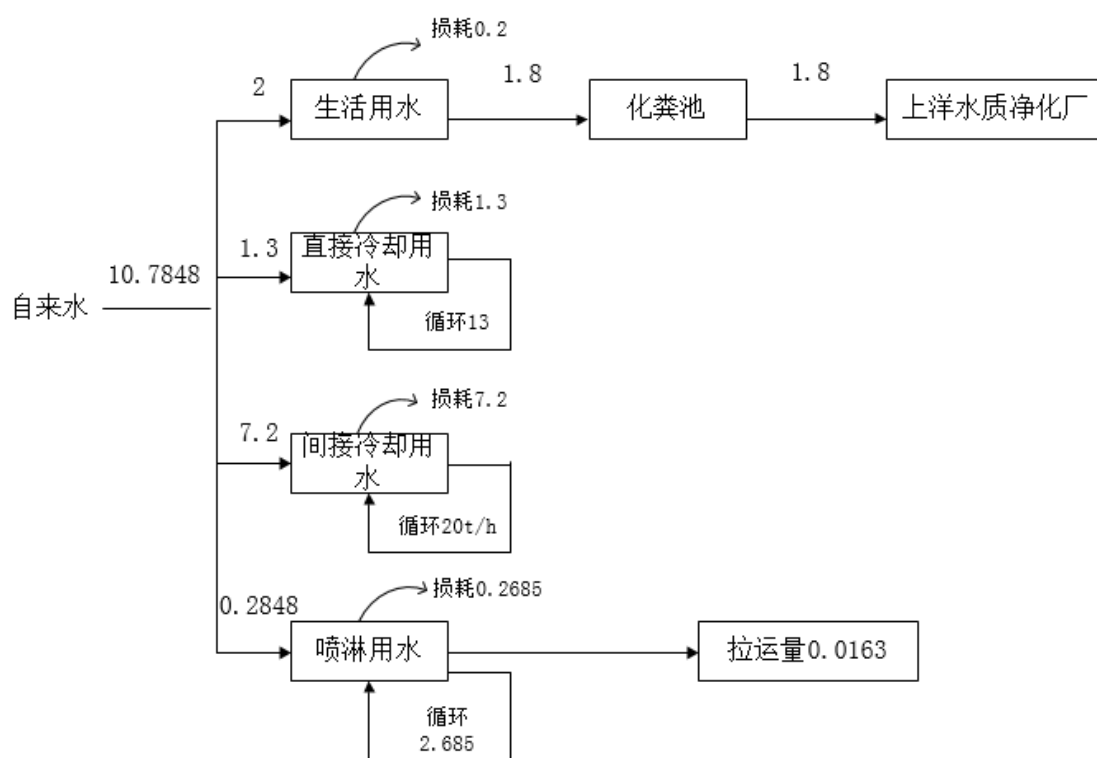 损耗0.2
2
生活用水
1.8
化粪池
1.8
上洋水质净化厂
损耗1.3
1.3
直接冷却用
水
循环13
自来水
10.7848
损耗7.2
7.2
间接冷却用
水
循环20t/h
损耗0.2685
0.2848
喷淋用水
拉运量0.0163
循环
2.685